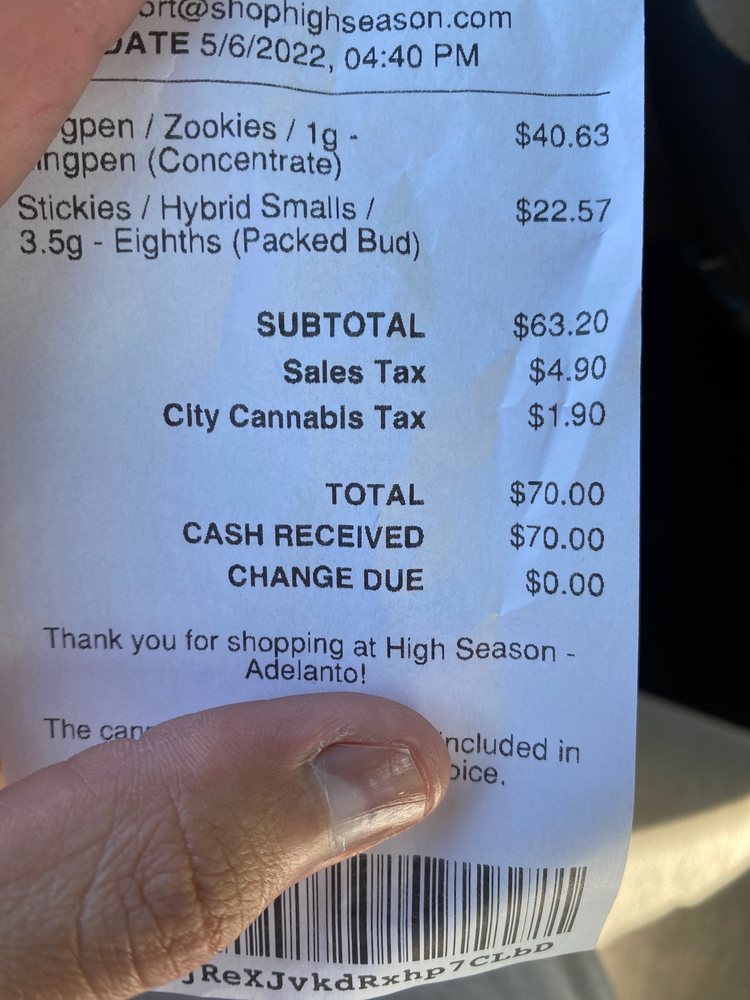 ort@shophighseason.com
DATE 5/6/2022, 04:40 PM
gpen / Zookies / 1g - $40.63
ngpen (Concentrate)
Stickies / Hybrid Smalls / $22.57
3.5g - Eighths (Packed Bud)
SUBTOTAL $63.20
Sales Tax $4.90
City Cannabis Tax $1.90
TOTAL $70.00
CASH RECEIVED $70.00
CHANGE DUE $0.00
Thank you for shopping at High Season -
Adelanto!
The can ncluded in
oice.
jReXJvkdRxhp7CLbD